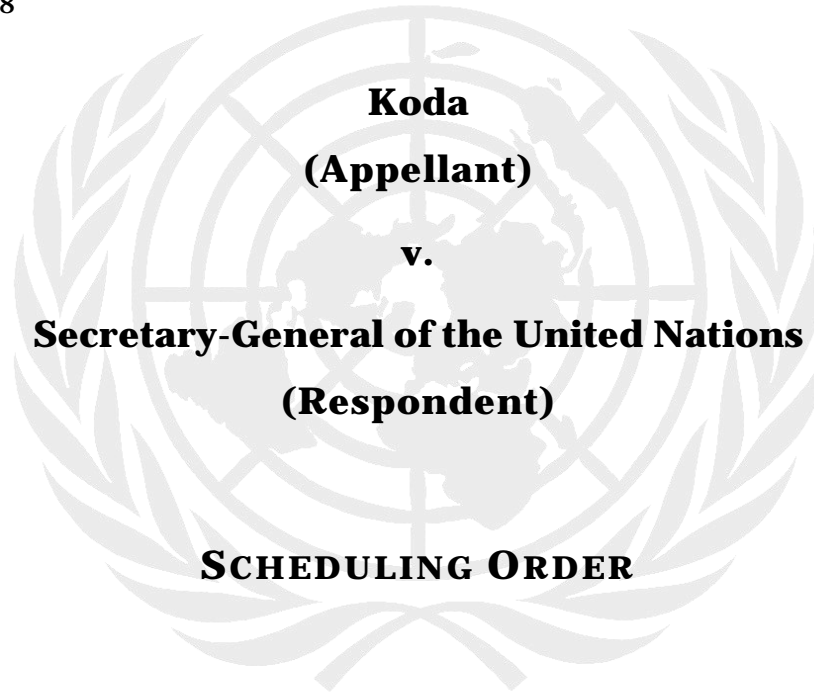 8
Koda
(Appellant)
v.
Secretary-General of the United Nations
(Respondent)
SCHEDULING ORDER